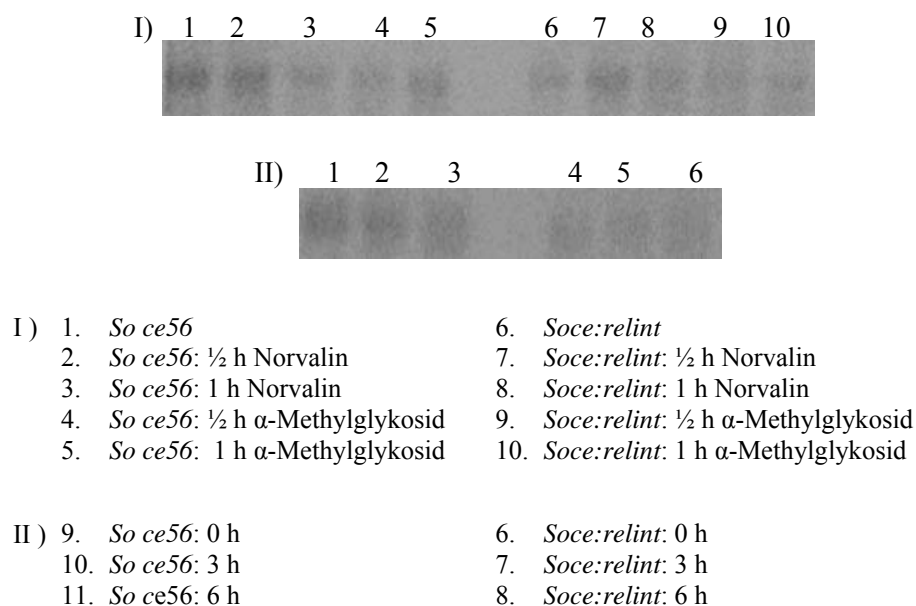 I) 1 2 3 4 5 6 7 8 9 10
II) 1 2 3 4 5 6
I ) 1. So ce56 6. Soce:relint
2. So ce56: ½ h Norvalin 7. Soce:relint: ½ h Norvalin
3. So ce56: 1 h Norvalin 8. Soce:relint: 1 h Norvalin
4. So ce56: ½ h α-Methylglykosid 9. Soce:relint: ½ h α-Methylglykosid
5. So ce56: 1 h α-Methylglykosid 10. Soce:relint: 1 h α-Methylglykosid
II ) 9. So ce56: 0 h 6. Soce:relint: 0 h
10. So ce56: 3 h 7. Soce:relint: 3 h
11. So ce56: 6 h 8. Soce:relint: 6 h